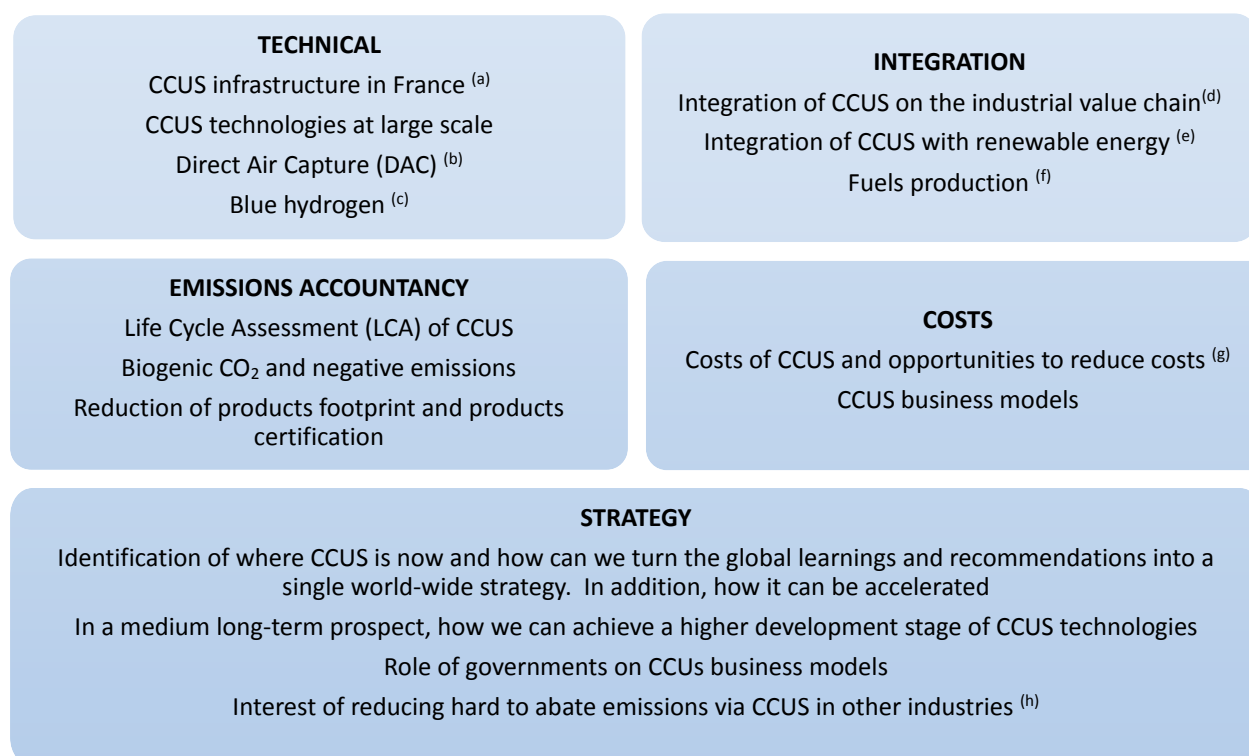 TECHNICAL
CCUS infrastructure in France (a)
CCUS technologies at large scale
Direct Air Capture (DAC) (b)
Blue hydrogen (c)
INTEGRATION
Integration of CCUS on the industrial value chain(d)
Integration of CCUS with renewable energy (e)
Fuels production (f)
EMISSIONS ACCOUNTANCY
Life Cycle Assessment (LCA) of CCUS
Biogenic CO₂ and negative emissions
Reduction of products footprint and products
certification
COSTS
Costs of CCUS and opportunities to reduce costs (g)
CCUS business models
STRATEGY
Identification of where CCUS is now and how can we turn the global learnings and recommendations into a
single world-wide strategy.  In addition, how it can be accelerated
In a medium long-term prospect, how we can achieve a higher development stage of CCUS technologies
Role of governments on CCUs business models
Interest of reducing hard to abate emissions via CCUS in other industries (h)